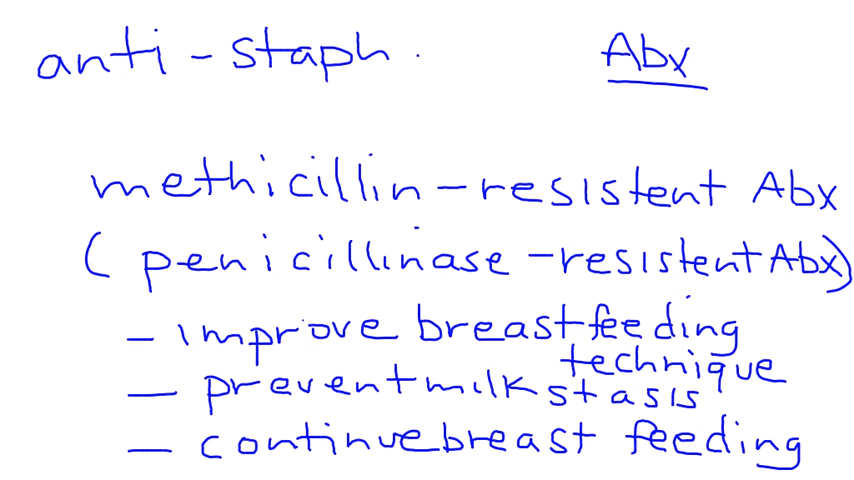 anti-staph. Abx
methicillin-resistent Abx
(penicillinase-resistent Abx)
- improve breastfeeding
technique
- prevent milk stasis
- continue breast feeding